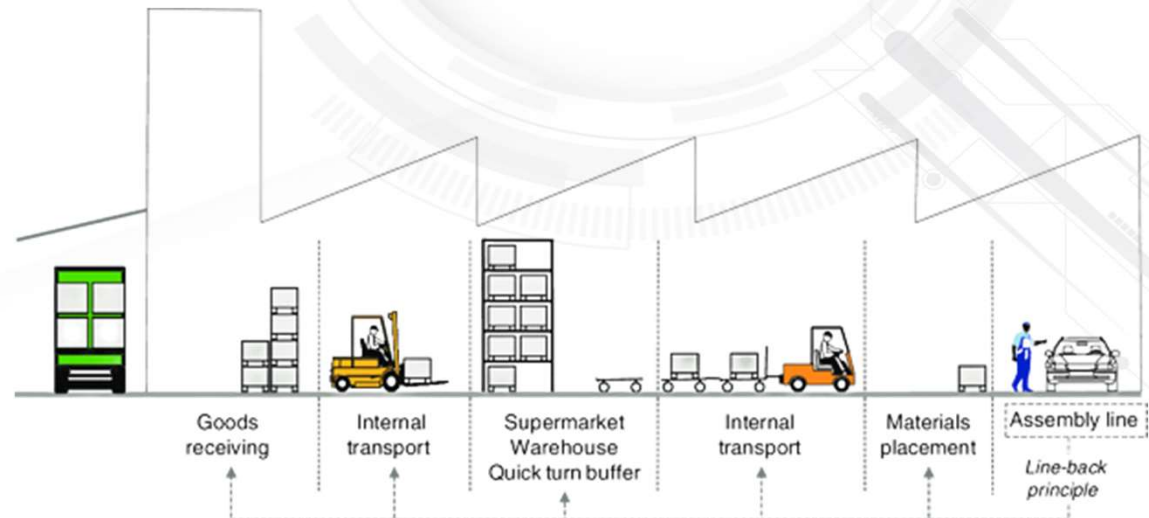 Goods
receiving
Internal
transport
Supermarket
Warehouse
Quick turn buffer
Internal
transport
Materials
placement
Assembly line
Line-back
principle